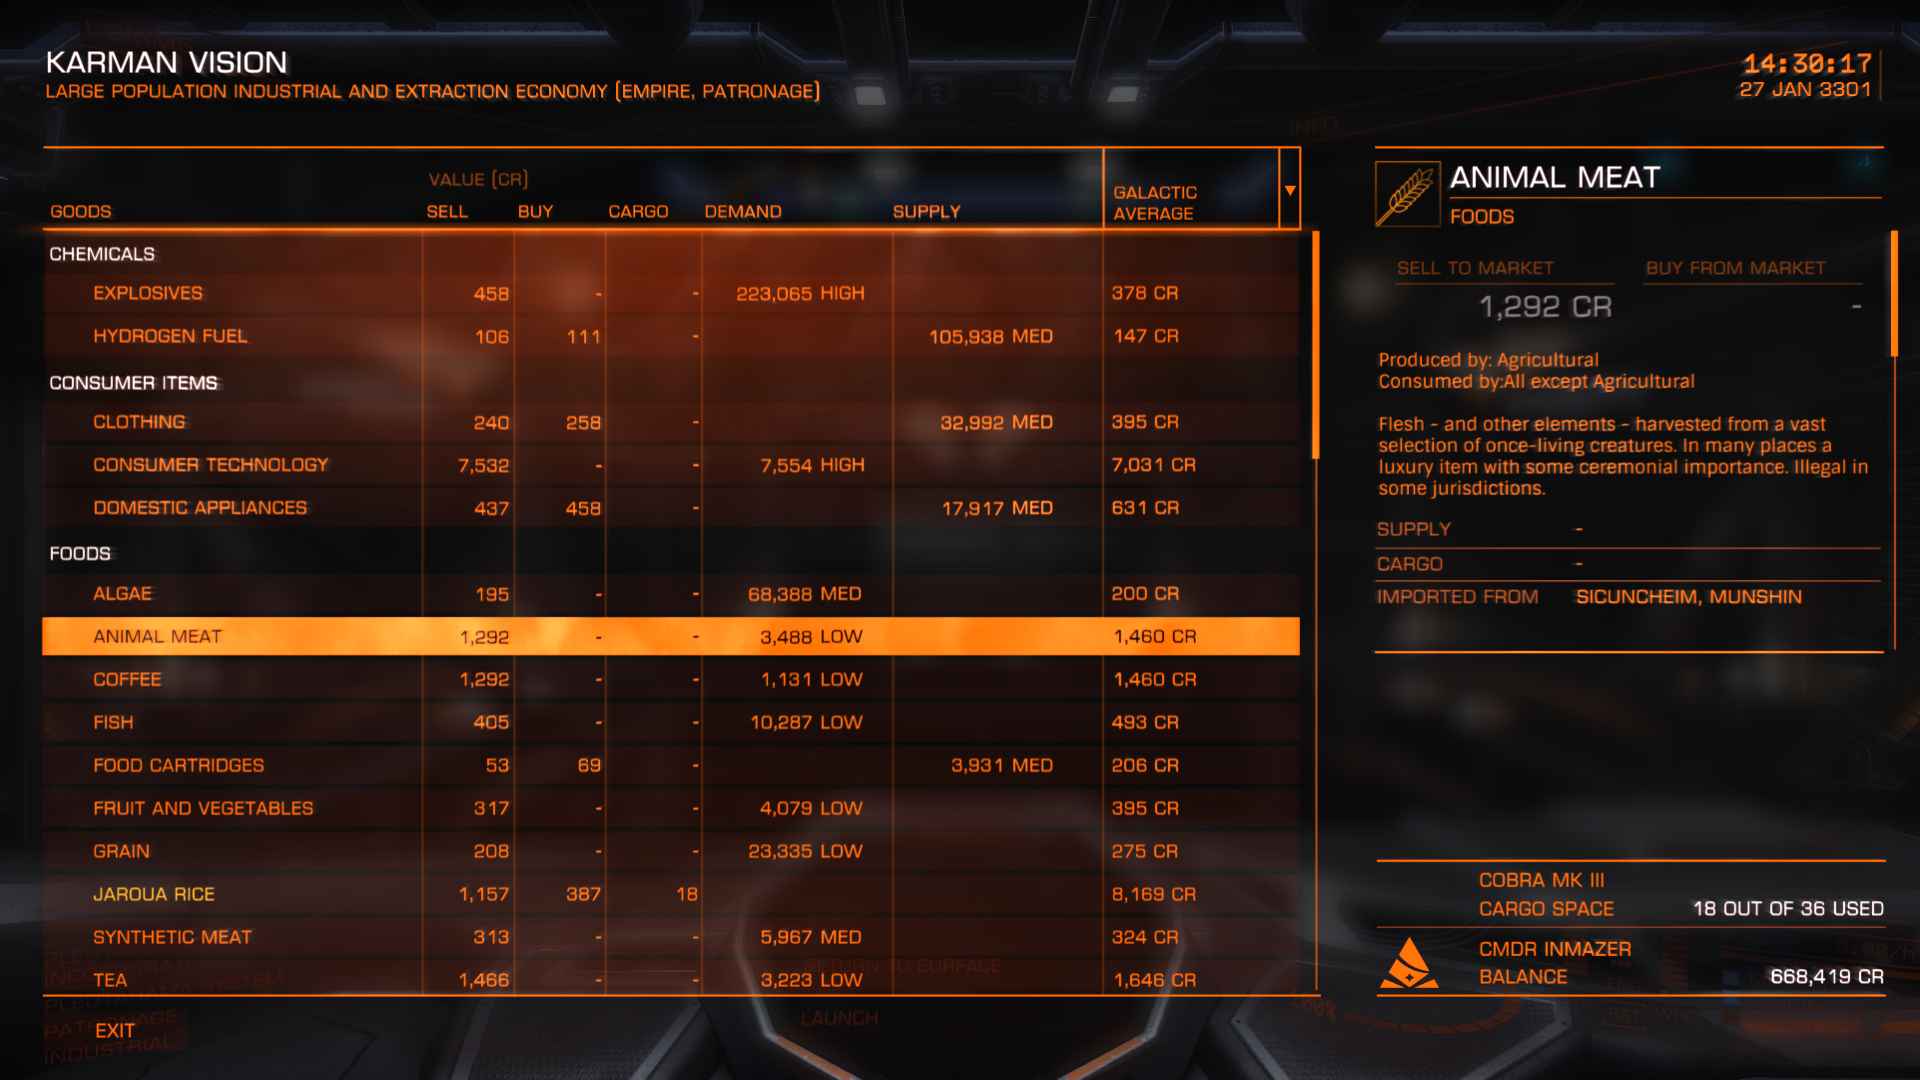 KARMAN VISION
LARGE POPULATION INDUSTRIAL AND EXTRACTION ECONOMY (EMPIRE, PATRONAGE)
14:30:17
27 JAN 3301
INFO
VALUE (CR)
GOODS SELL BUY CARGO DEMAND SUPPLY GALACTIC AVERAGE
CHEMICALS
EXPLOSIVES 458 - - 223,065 HIGH 378 CR
HYDROGEN FUEL 106 111 - 105,938 MED 147 CR
CONSUMER ITEMS
CLOTHING 240 258 - 32,992 MED 395 CR
CONSUMER TECHNOLOGY 7,532 - - 7,554 HIGH 7,031 CR
DOMESTIC APPLIANCES 437 458 - 17,917 MED 631 CR
FOODS
ALGAE 195 - - 68,388 MED 200 CR
ANIMAL MEAT 1,292 - - 3,488 LOW 1,460 CR
COFFEE 1,292 - - 1,131 LOW 1,460 CR
FISH 405 - - 10,287 LOW 493 CR
FOOD CARTRIDGES 53 69 - 3,931 MED 206 CR
FRUIT AND VEGETABLES 317 - - 4,079 LOW 395 CR
GRAIN 208 - - 23,335 LOW 275 CR
JAROUA RICE 1,157 387 18 8,169 CR
SYNTHETIC MEAT 313 - - 5,967 MED 324 CR
TEA 1,466 - - 3,223 LOW 1,646 CR
RETURN TO SURFACE
LAUNCH
SYSTEM
PATRONAGE
EXIT
INDUSTRIAL
ANIMAL MEAT
FOODS
SELL TO MARKET BUY FROM MARKET
1,292 CR -
Produced by: Agricultural
Consumed by:All except Agricultural
Flesh - and other elements - harvested from a vast
selection of once-living creatures. In many places a
luxury item with some ceremonial importance. Illegal in
some jurisdictions.
SUPPLY -
CARGO -
IMPORTED FROM SICUNCHEIM, MUNSHIN
COBRA MK III
CARGO SPACE 18 OUT OF 36 USED
CMDR INMAZER
BALANCE 668,419 CR
100%